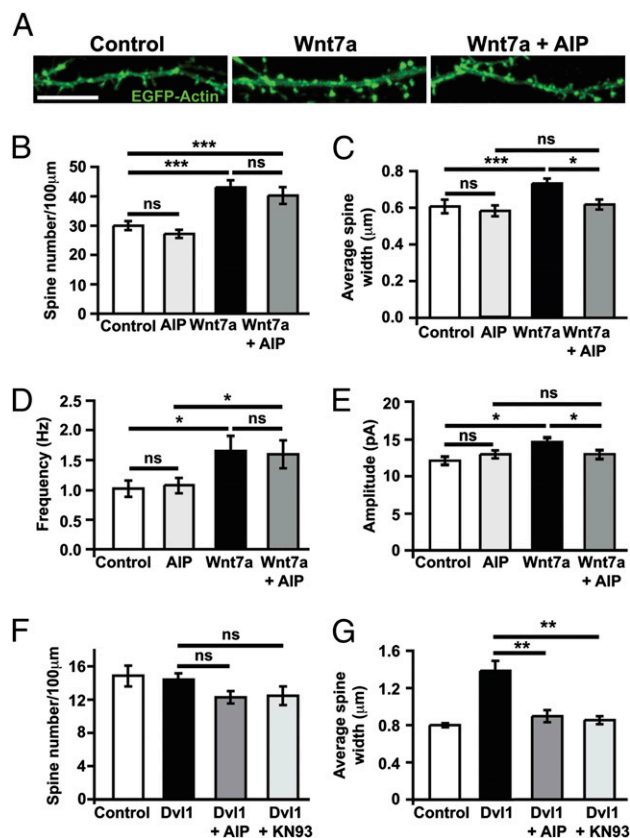 A
Control
Wnt7a
Wnt7a + AIP
EGFP-Actin
B
Spine number/100μm
50
40
30
20
10
0
***
***
ns
ns
Control
AIP
Wnt7a
Wnt7a
+ AIP
C
Average spine
width (μm)
0.8
0.6
0.4
0.2
0.0
ns
***
*
ns
Control
AIP
Wnt7a
Wnt7a
+ AIP
D
Frequency (Hz)
2.5
2.0
1.5
1.0
0.5
0.0
*
*
ns
ns
Control
AIP
Wnt7a
Wnt7a
+ AIP
E
Amplitude (pA)
20
15
10
5
0
ns
*
*
ns
Control
AIP
Wnt7a
Wnt7a
+ AIP
F
Spine number/100μm
16
12
8
4
0
ns
ns
Control
Dvl1
Dvl1
+ AIP
Dvl1
+ KN93
G
Average spine
width (μm)
1.6
1.2
0.8
0.4
0
**
**
Control
Dvl1
Dvl1
+ AIP
Dvl1
+ KN93